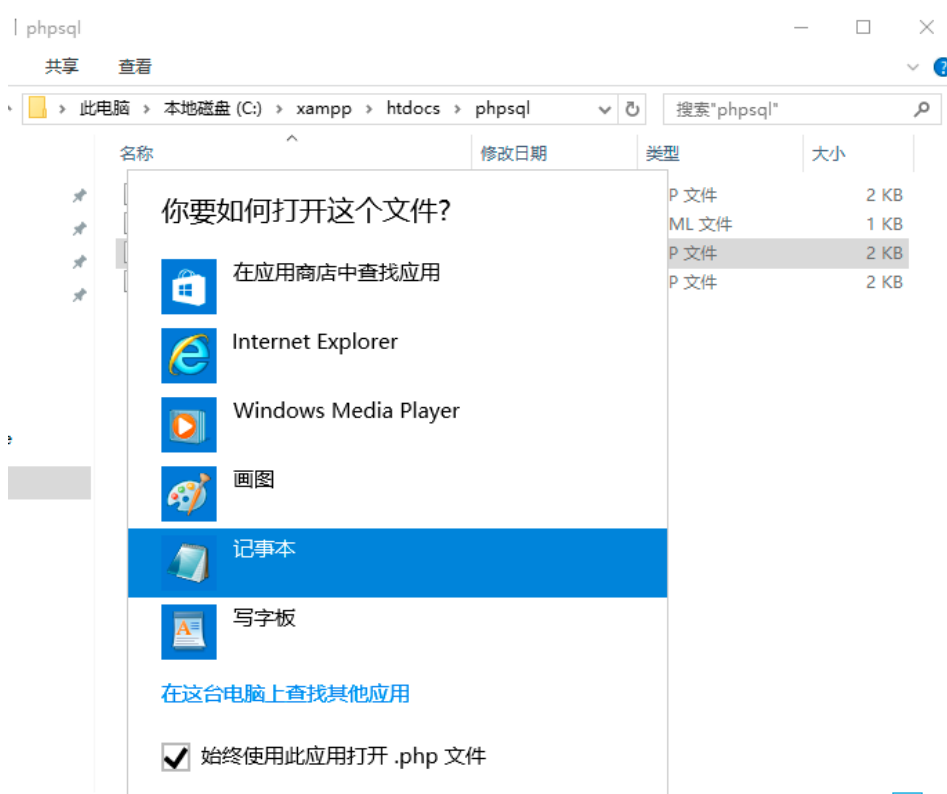 phpsql
共享 查看
此电脑 本地磁盘 (C:) xampp htdocs phpsql 搜索"phpsql"
名称 修改日期 类型 大小
P 文件 2 KB
ML 文件 1 KB
P 文件 2 KB
P 文件 2 KB
你要如何打开这个文件?
在应用商店中查找应用
Internet Explorer
Windows Media Player
画图
记事本
写字板
在这台电脑上查找其他应用
始终使用此应用打开 .php 文件